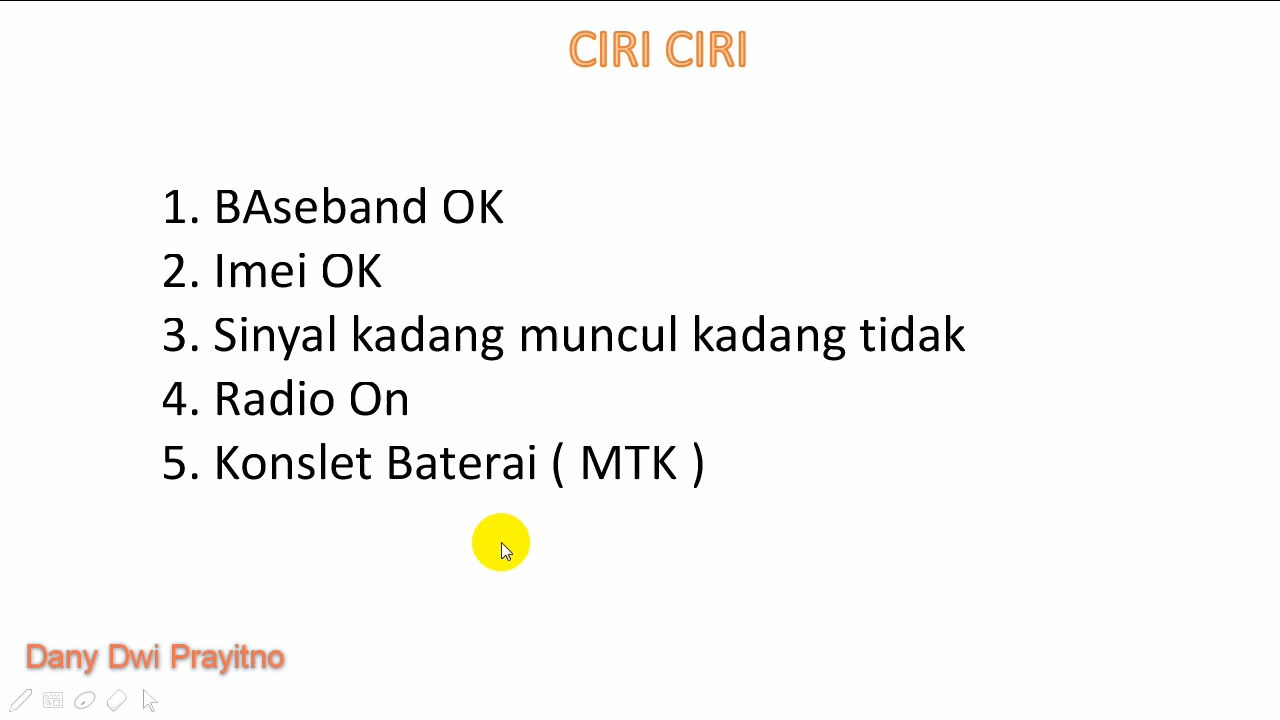 CIRI CIRI
1. BAseband OK
2. Imei OK
3. Sinyal kadang muncul kadang tidak
4. Radio On
5. Konslet Baterai ( MTK )
Dany Dwi Prayitno